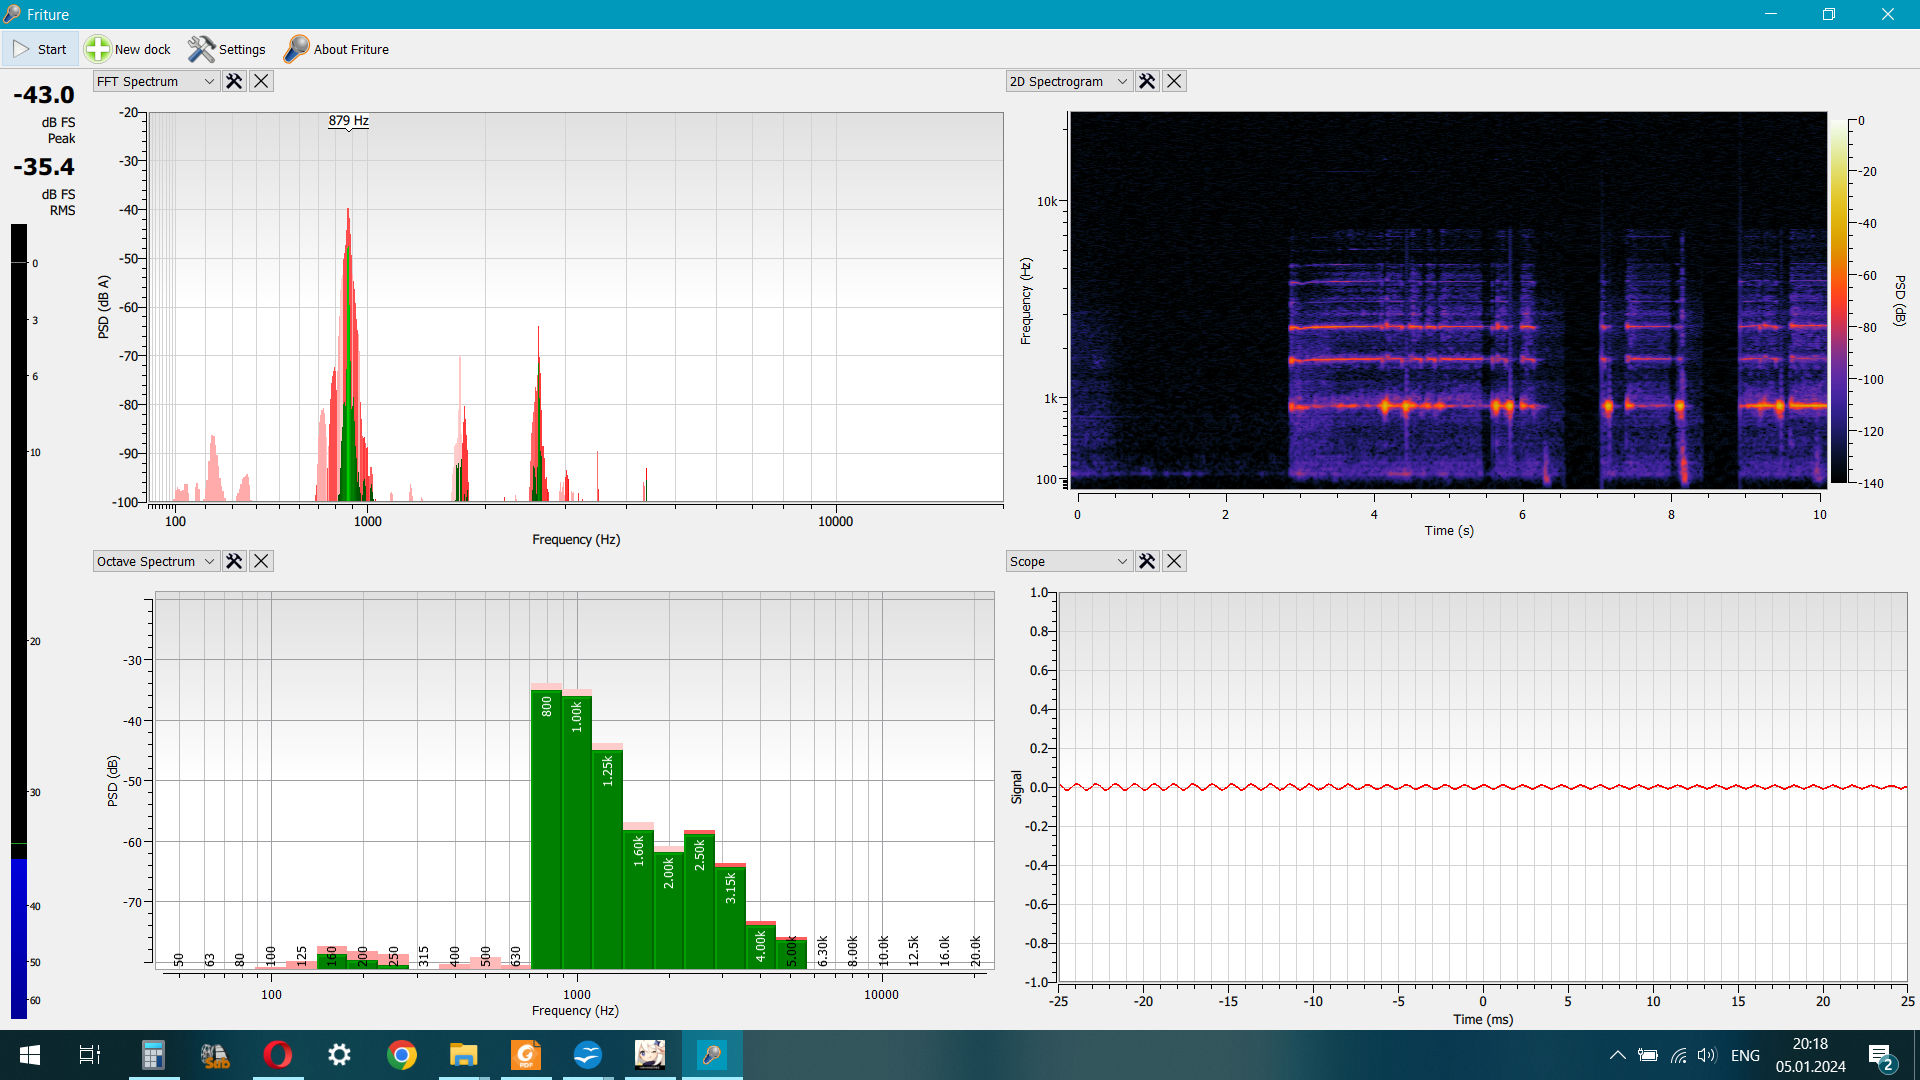 Friture
Start
New dock
Settings
About Friture
-43.0
dB FS
Peak
-35.4
dB FS
RMS
0
3
6
10
20
30
40
50
60
FFT Spectrum
879 Hz
-20
-30
-40
-50
-60
-70
-80
-90
-100
PSD (dB A)
100
1000
10000
Frequency (Hz)
2D Spectrogram
10k
1k
100
Frequency (Hz)
0
2
4
6
8
10
Time (s)
0
-20
-40
-60
-80
-100
-120
-140
PSD (dB)
Octave Spectrum
-30
-40
-50
-60
-70
PSD (dB)
50
63
80
100
125
160
200
250
315
400
500
630
800
1.00k
1.25k
1.60k
2.00k
2.50k
3.15k
4.00k
5.00k
6.30k
8.00k
10.0k
12.5k
16.0k
20.0k
100
1000
10000
Frequency (Hz)
Scope
1.0
0.8
0.6
0.4
0.2
0.0
-0.2
-0.4
-0.6
-0.8
-1.0
Signal
-25
-20
-15
-10
-5
0
5
10
15
20
25
Time (ms)
PDF
ENG
20:18
05.01.2024
2